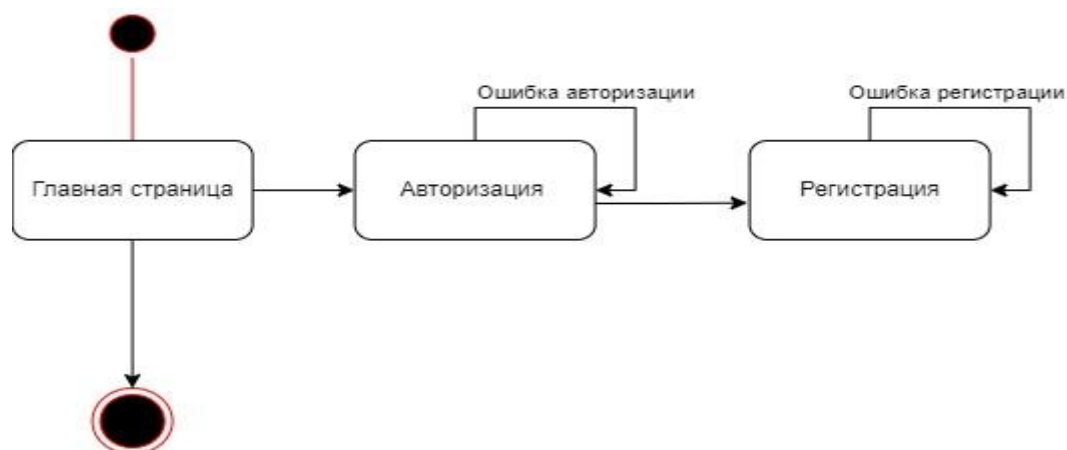 Ошибка авторизации
Ошибка регистрации
Главная страница
Авторизация
Регистрация